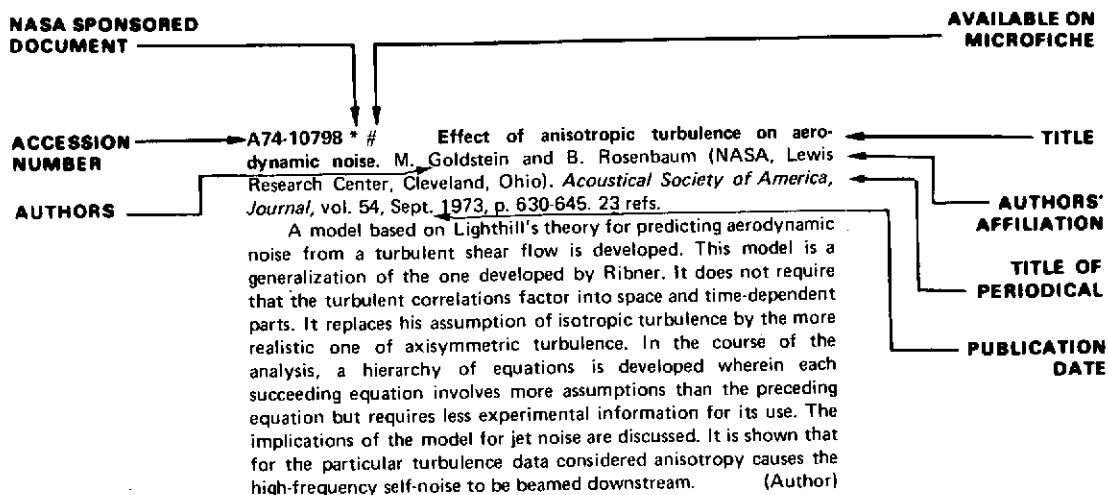 NASA SPONSORED
DOCUMENT
AVAILABLE ON
MICROFICHE
ACCESSION
NUMBER
AUTHORS
A74-10798 * # Effect of anisotropic turbulence on aero-
dynamic noise. M. Goldstein and B. Rosenbaum (NASA, Lewis
Research Center, Cleveland, Ohio). Acoustical Society of America,
Journal, vol. 54, Sept. 1973, p. 630-645. 23 refs.
A model based on Lighthill's theory for predicting aerodynamic
noise from a turbulent shear flow is developed. This model is a
generalization of the one developed by Ribner. It does not require
that the turbulent correlations factor into space and time-dependent
parts. It replaces his assumption of isotropic turbulence by the more
realistic one of axisymmetric turbulence. In the course of the
analysis, a hierarchy of equations is developed wherein each
succeeding equation involves more assumptions than the preceding
equation but requires less experimental information for its use. The
implications of the model for jet noise are discussed. It is shown that
for the particular turbulence data considered anisotropy causes the
high-frequency self-noise to be beamed downstream. (Author)
TITLE
AUTHORS'
AFFILIATION
TITLE OF
PERIODICAL
PUBLICATION
DATE